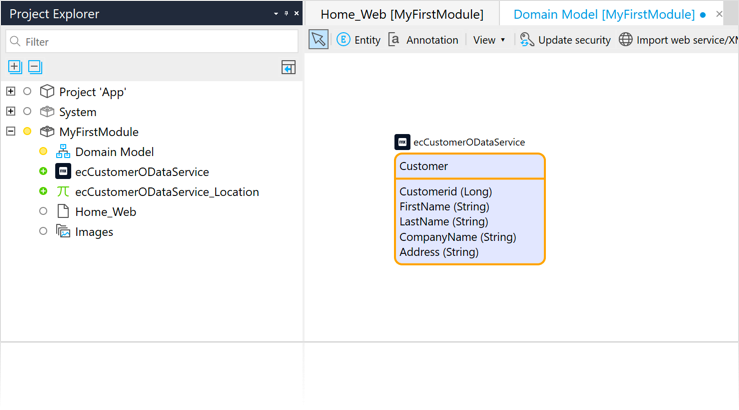 Project Explorer
Filter
Project 'App'
System
MyFirstModule
Domain Model
ecCustomerODataService
ecCustomerODataService_Location
Home_Web
Images
Home_Web [MyFirstModule]
Domain Model [MyFirstModule]
Entity
Annotation
View
Update security
Import web service/XM
ecCustomerODataService
Customer
Customerid (Long)
FirstName (String)
LastName (String)
CompanyName (String)
Address (String)